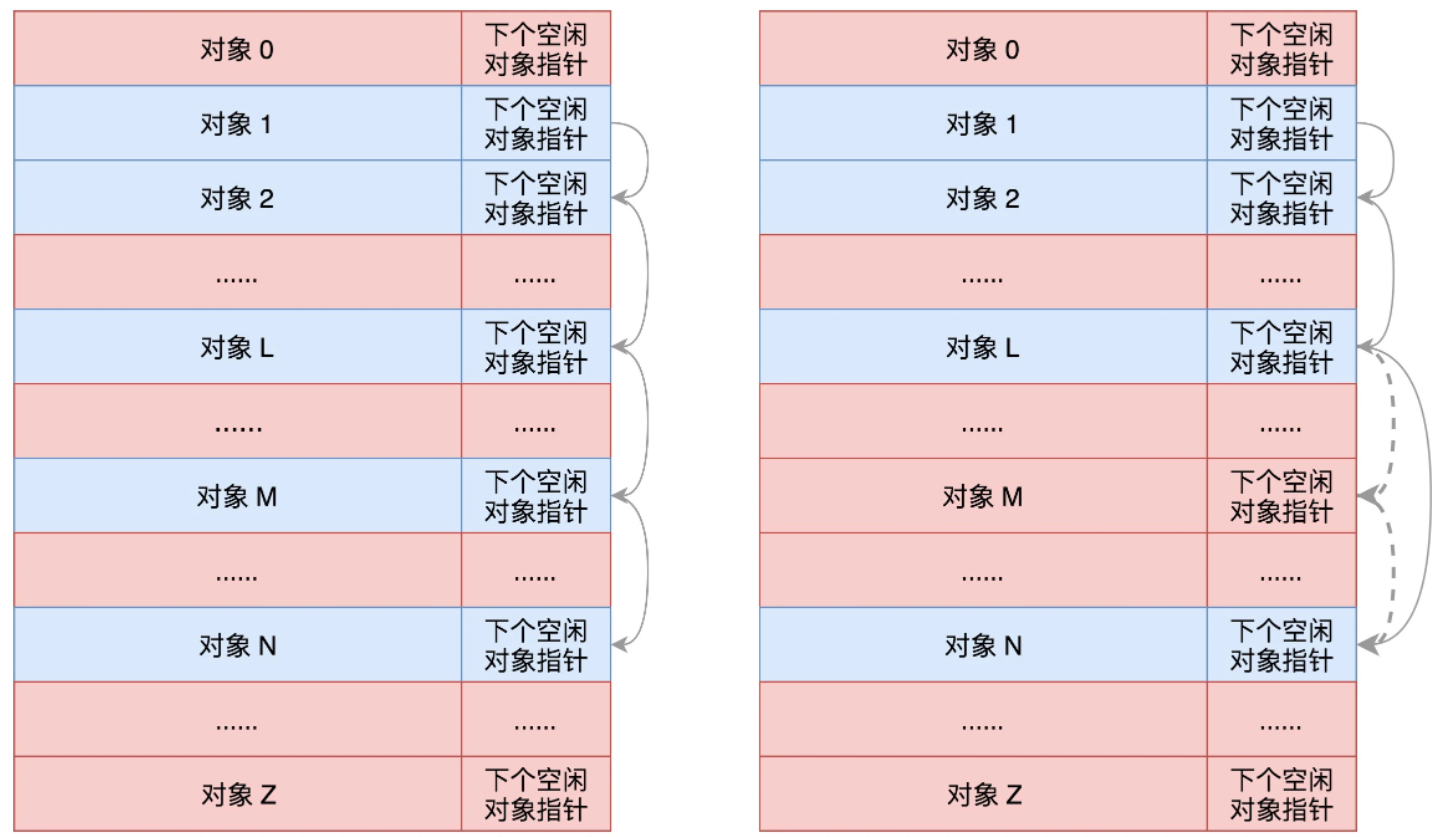 对象 0
下个空闲
对象指针
对象 1
下个空闲
对象指针
对象 2
下个空闲
对象指针
......
......
对象 L
下个空闲
对象指针
......
......
对象 M
下个空闲
对象指针
......
......
对象 N
下个空闲
对象指针
......
......
对象 Z
下个空闲
对象指针
对象 0
下个空闲
对象指针
对象 1
下个空闲
对象指针
对象 2
下个空闲
对象指针
......
......
对象 L
下个空闲
对象指针
......
......
对象 M
下个空闲
对象指针
......
......
对象 N
下个空闲
对象指针
......
......
对象 Z
下个空闲
对象指针